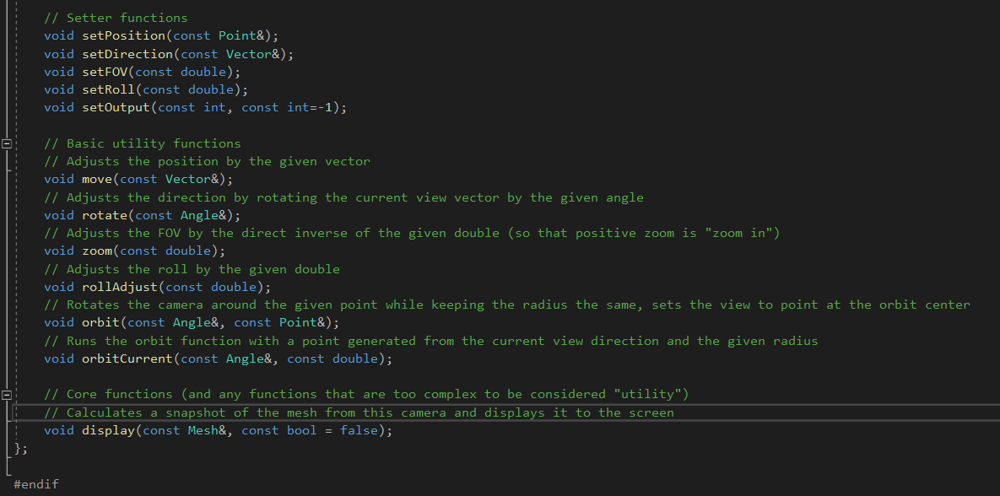 // Setter functions
void setPosition(const Point&);
void setDirection(const Vector&);
void setFOV(const double);
void setRoll(const double);
void setOutput(const int, const int=-1);
// Basic utility functions
// Adjusts the position by the given vector
void move(const Vector&);
// Adjusts the direction by rotating the current view vector by the given angle
void rotate(const Angle&);
// Adjusts the FOV by the direct inverse of the given double (so that positive zoom is "zoom in")
void zoom(const double);
// Adjusts the roll by the given double
void rollAdjust(const double);
// Rotates the camera around the given point while keeping the radius the same, sets the view to point at the orbit center
void orbit(const Angle&, const Point&);
// Runs the orbit function with a point generated from the current view direction and the given radius
void orbitCurrent(const Angle&, const double);
// Core functions (and any functions that are too complex to be considered "utility")
// Calculates a snapshot of the mesh from this camera and displays it to the screen
void display(const Mesh&, const bool = false);
};
#endif